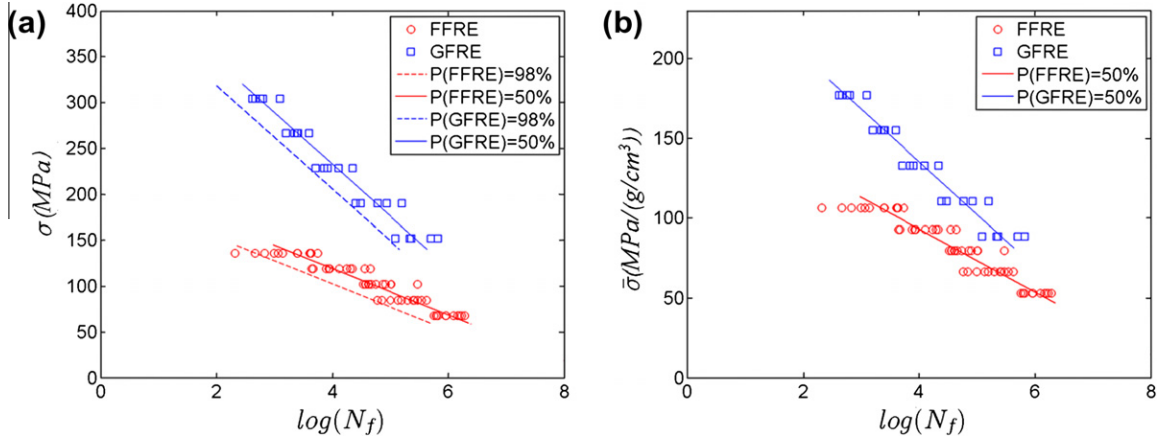 (a)
400
350
300
250
200
150
100
50
0
σ(MPa)
0 2 4 6 8
log(N_f)
FFRE
GFRE
P(FFRE)=98%
P(FFRE)=50%
P(GFRE)=98%
P(GFRE)=50%
(b)
200
150
100
50
0
σ̄(MPa/(g/cm³))
0 2 4 6 8
log(N_f)
FFRE
GFRE
P(FFRE)=50%
P(GFRE)=50%